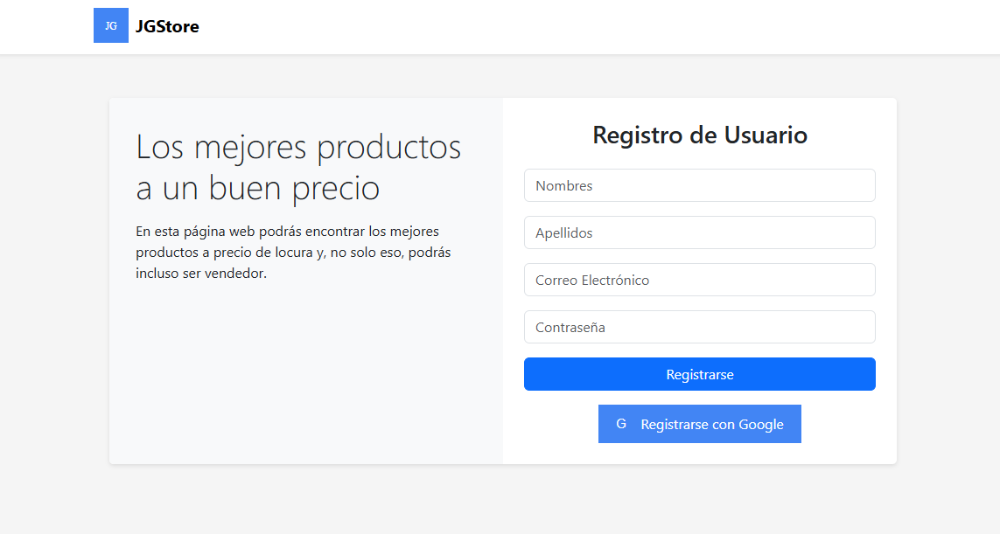 JG
JGStore
Los mejores productos
a un buen precio
En esta página web podrás encontrar los mejores
productos a precio de locura y, no solo eso, podrás
incluso ser vendedor.
Registro de Usuario
Nombres
Apellidos
Correo Electrónico
Contraseña
Registrarse
G Registrarse con Google